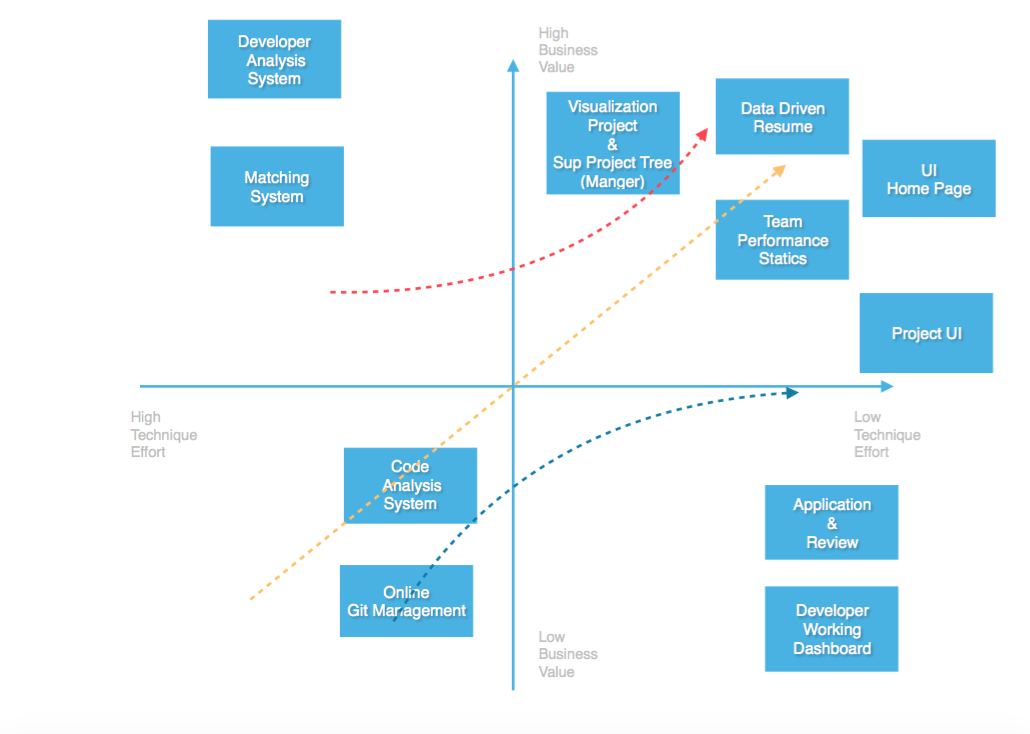 High
Business
Value
Developer
Analysis
System
Visualization
Project
&
Sup Project Tree
(Manger)
Data Driven
Resume
Matching
System
UI
Home Page
Team
Performance
Statics
Project UI
High
Technique
Effort
Low
Technique
Effort
Code
Analysis
System
Application
&
Review
Online
Git Management
Developer
Working
Dashboard
Low
Business
Value